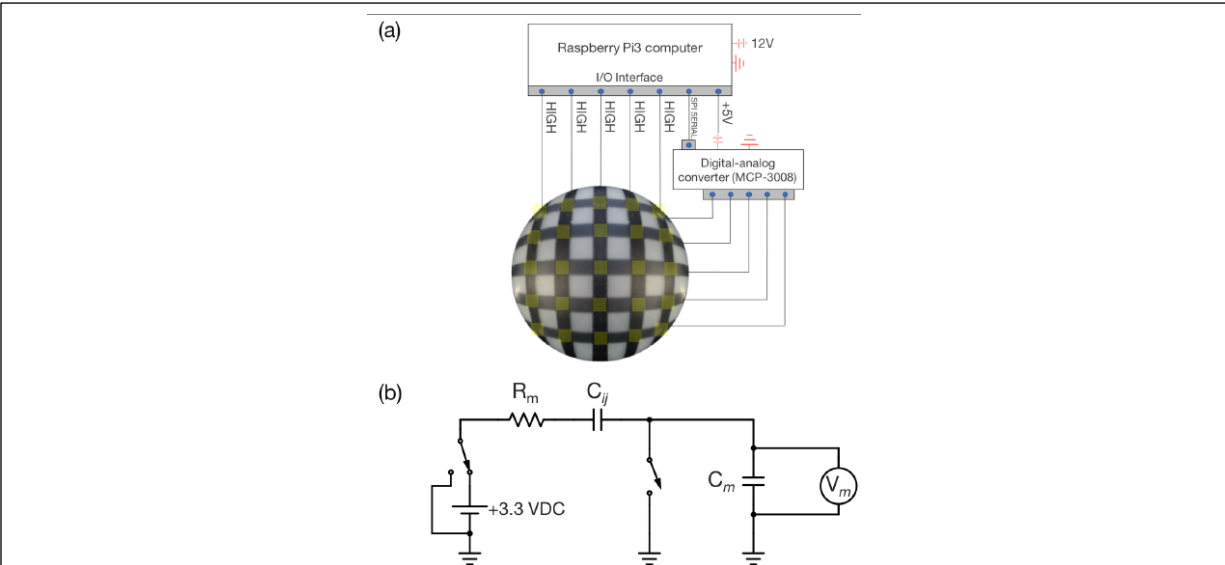 (a)
Raspberry Pi3 computer
12V
I/O Interface
HIGH
HIGH
HIGH
HIGH
HIGH
SPI SERIAL
+5V
Digital-analog
converter (MCP-3008)
(b)
Rm
Cij
Cm
Vm
+3.3 VDC